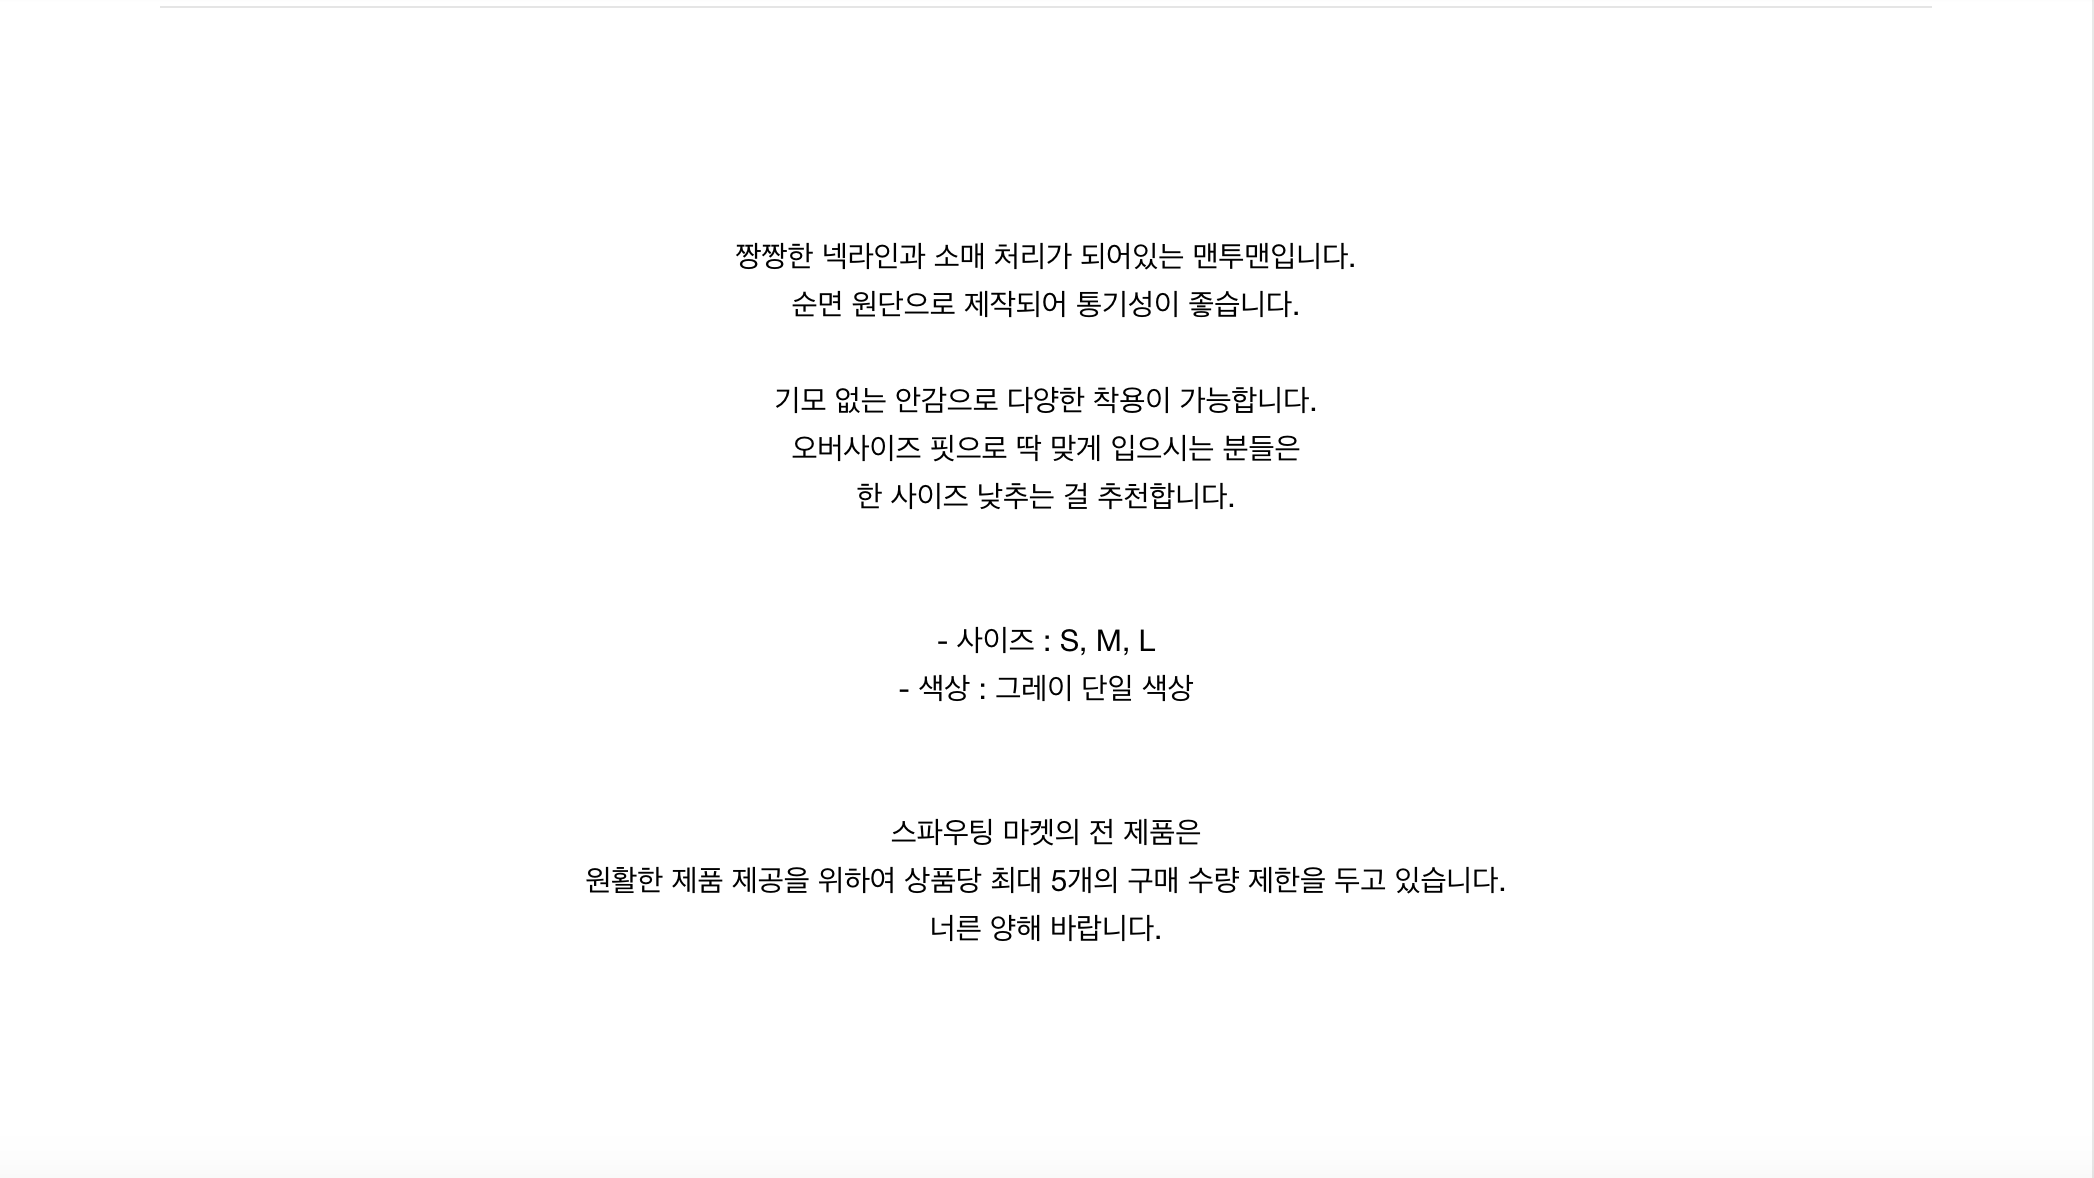 짱짱한 넥라인과 소매 처리가 되어있는 맨투맨입니다.
순면 원단으로 제작되어 통기성이 좋습니다.
기모 없는 안감으로 다양한 착용이 가능합니다.
오버사이즈 핏으로 딱 맞게 입으시는 분들은
한 사이즈 낮추는 걸 추천합니다.
- 사이즈 : S, M, L
- 색상 : 그레이 단일 색상
스파우팅 마켓의 전 제품은
원활한 제품 제공을 위하여 상품당 최대 5개의 구매 수량 제한을 두고 있습니다.
너른 양해 바랍니다.